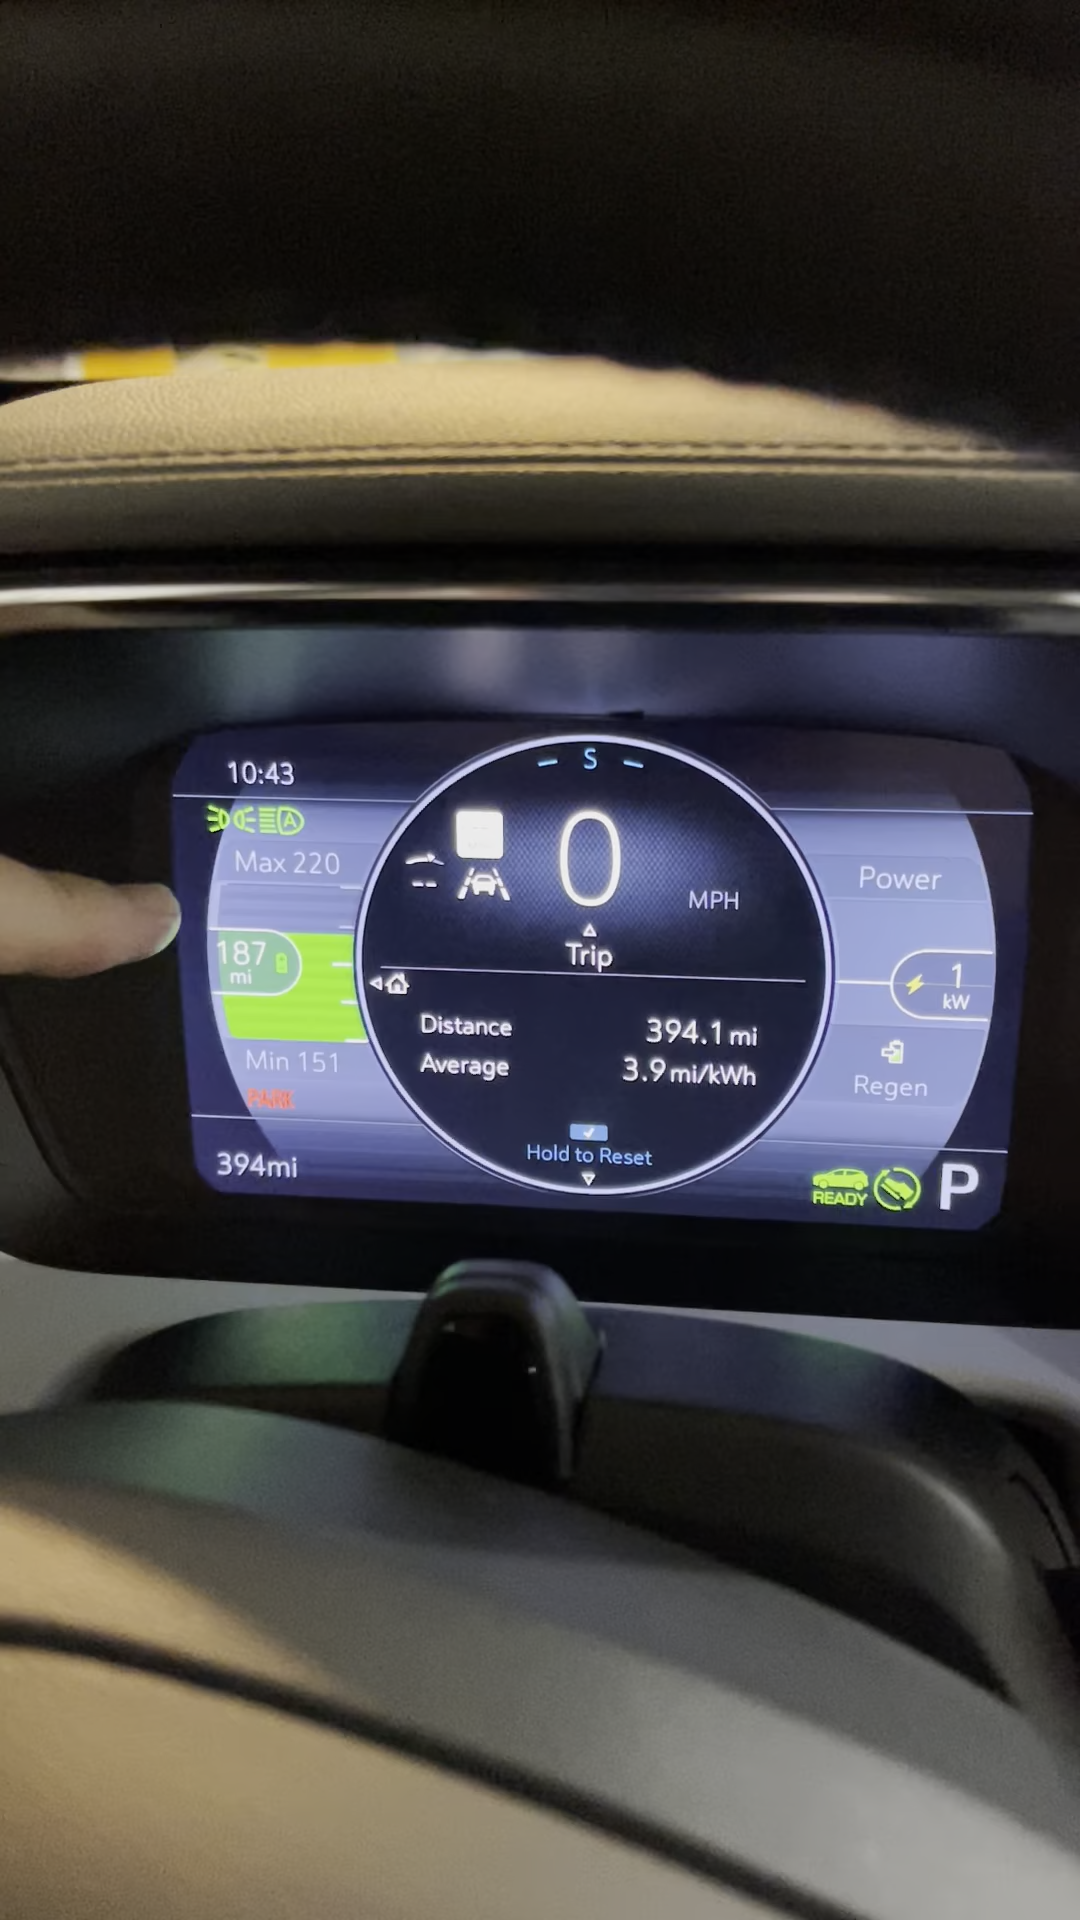 10:43
S
A
Max 220
0
MPH
Power
187
mi
Trip
1
kW
Distance 394.1 mi
Average 3.9 mi/kWh
Min 151
Regen
PARK
Hold to Reset
394mi
READY
P